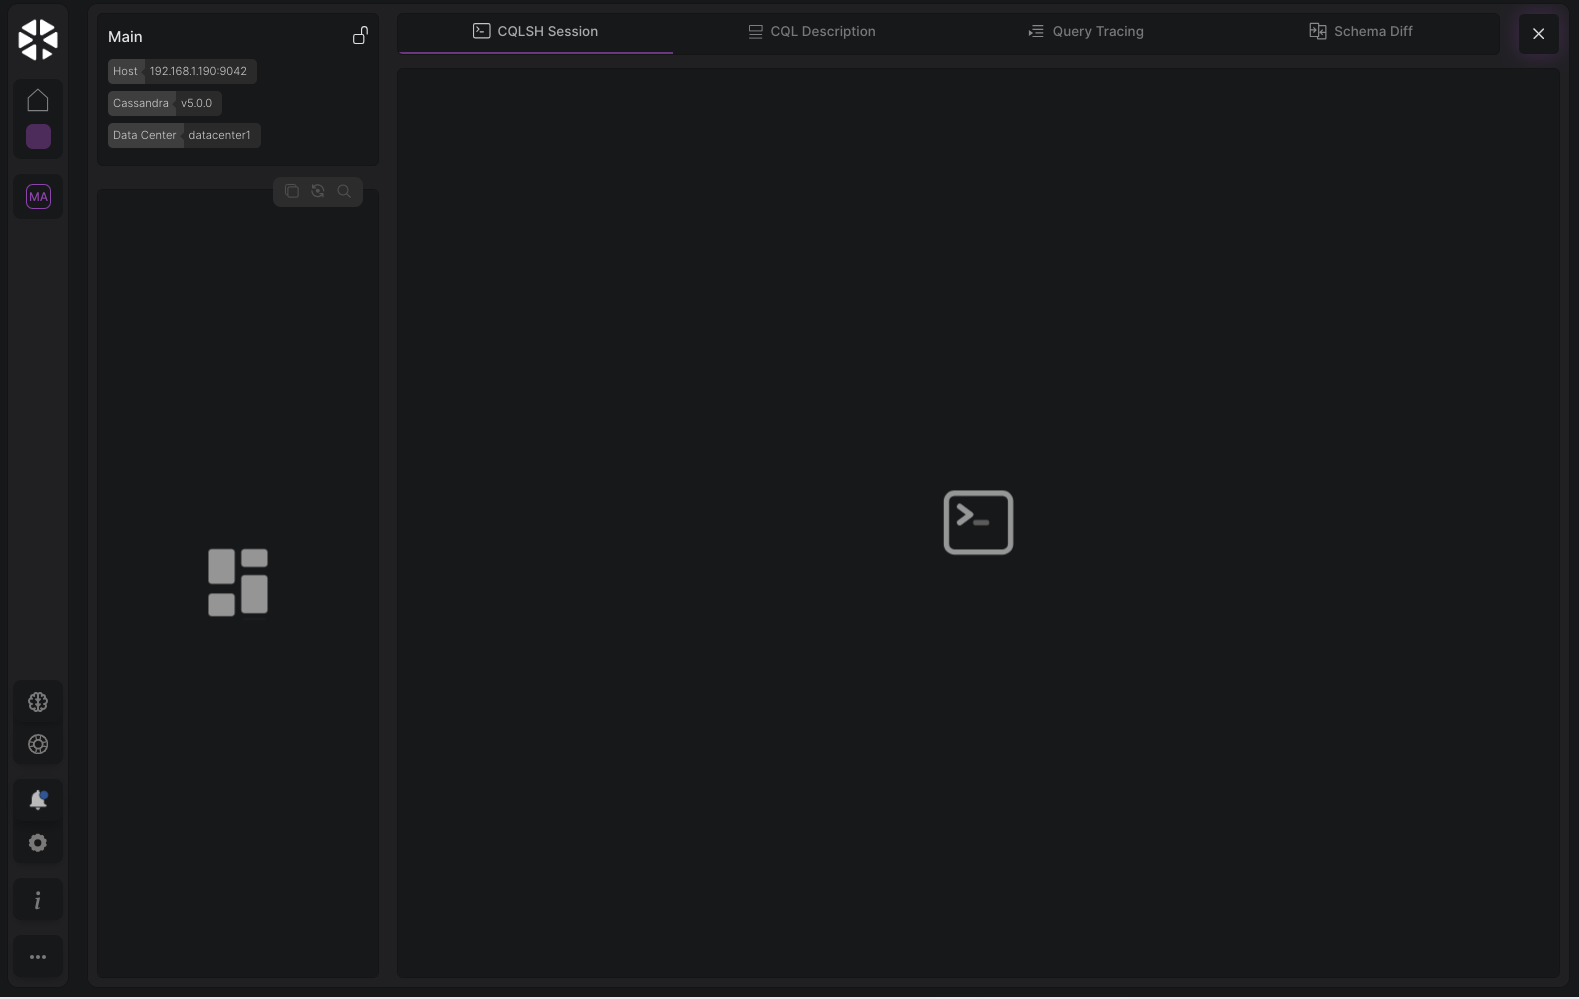 Main
Host 192.168.1.190:9042
Cassandra v5.0.0
Data Center datacenter1
CQLSH Session
CQL Description
Query Tracing
Schema Diff
MA